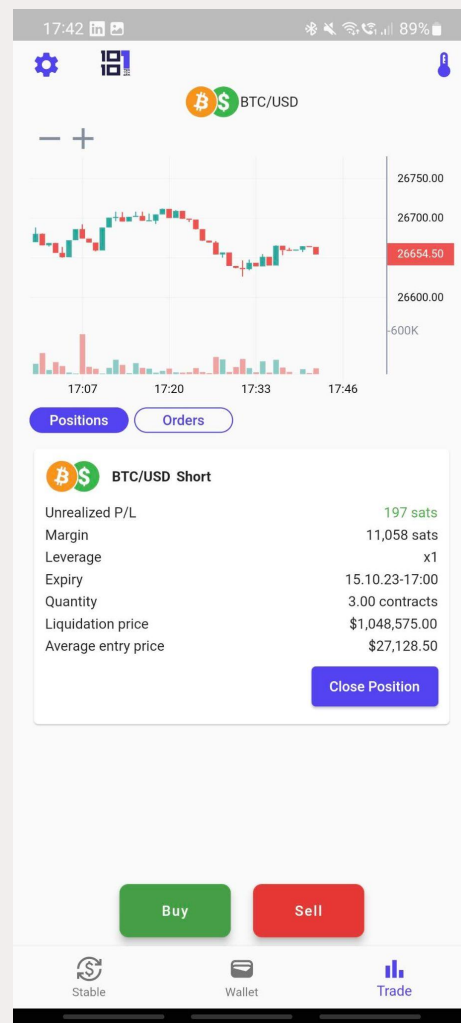 17:42 89%
BTC/USD
26750.00
26700.00
26654.50
26600.00
-600K
17:07 17:20 17:33 17:46
Positions Orders
BTC/USD Short
Unrealized P/L 197 sats
Margin 11,058 sats
Leverage x1
Expiry 15.10.23-17:00
Quantity 3.00 contracts
Liquidation price $1,048,575.00
Average entry price $27,128.50
Close Position
Buy Sell
Stable Wallet Trade